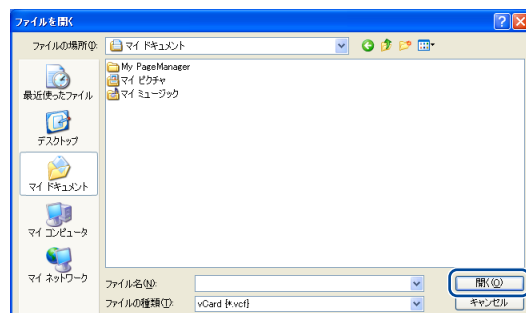 ファイルを開く
ファイルの場所(I):
マイ ドキュメント
My PageManager
マイ ピクチャ
マイ ミュージック
最近使ったファイル
デスクトップ
マイ ドキュメント
マイ コンピュータ
マイ ネットワーク
ファイル名(N):
開く(O)
ファイルの種類(T):
vCard {*.vcf}
キャンセル